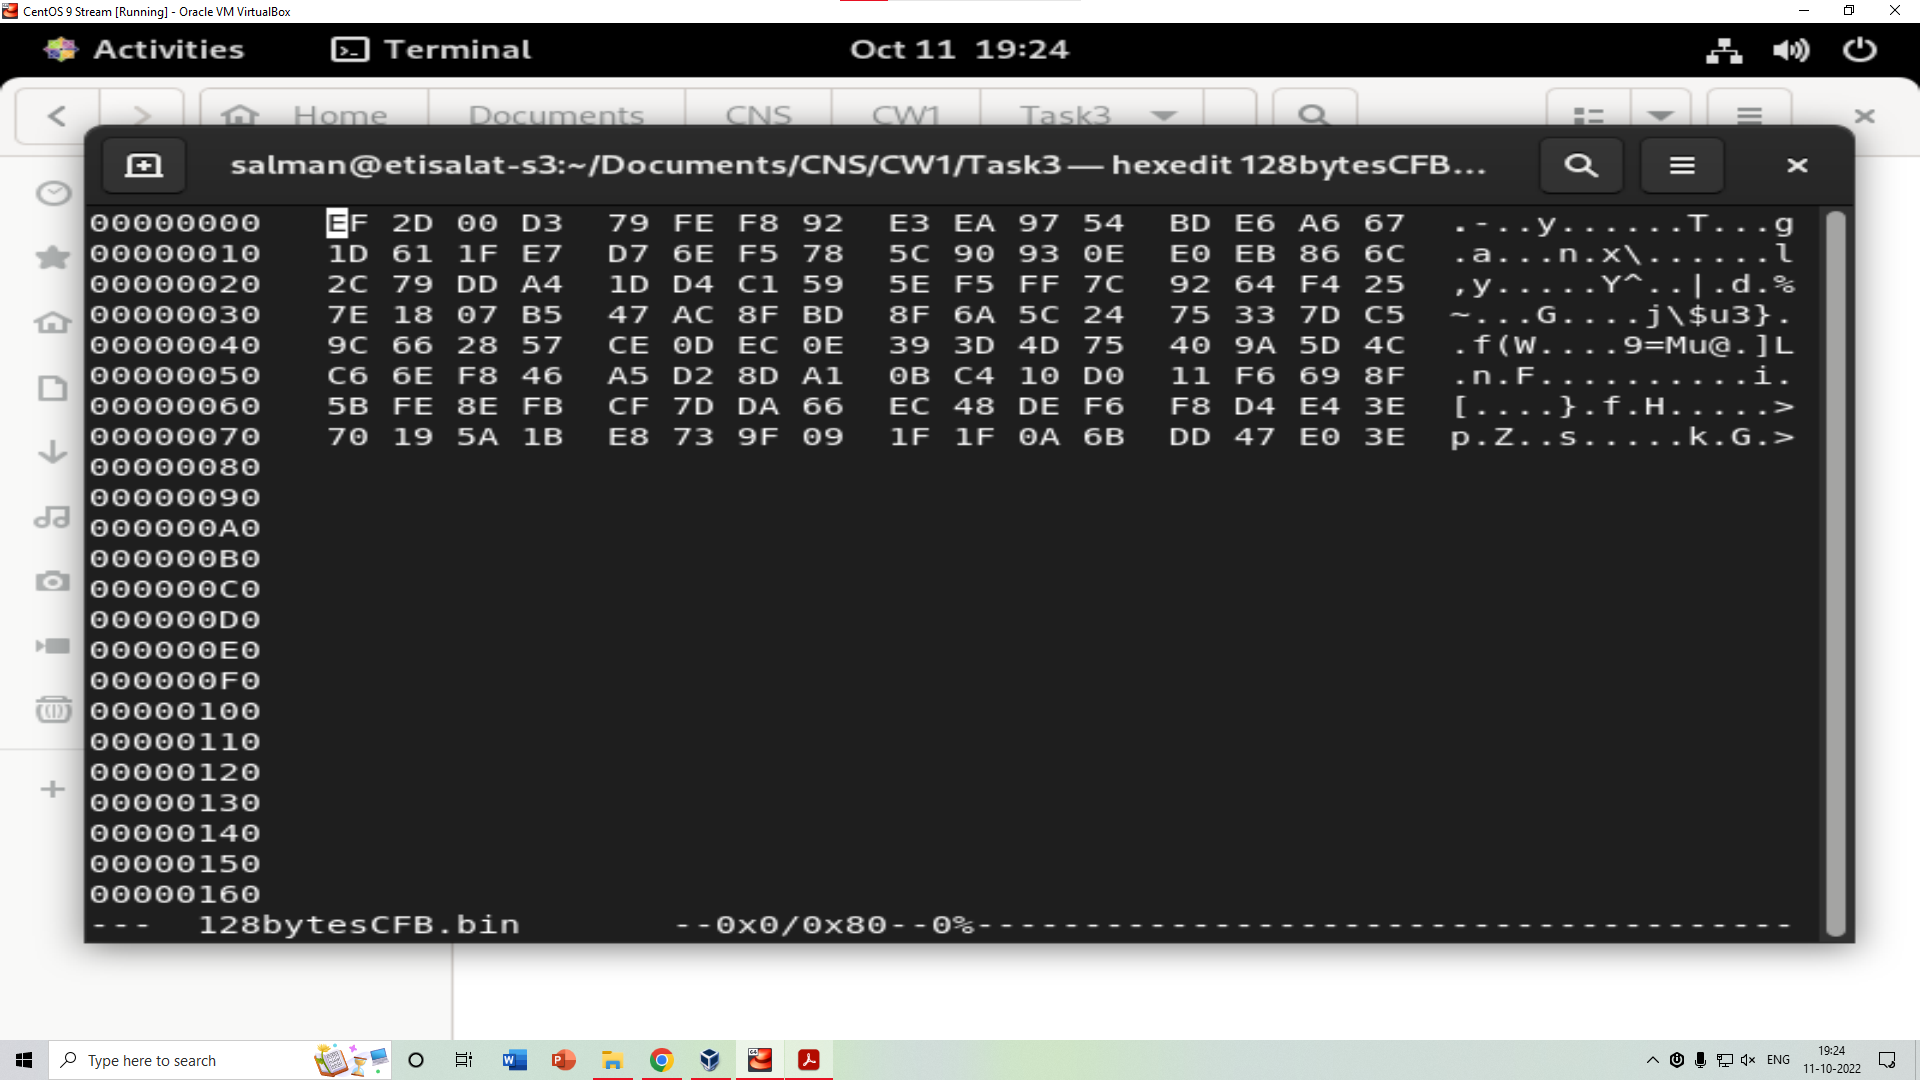 CentOS 9 Stream [Running] - Oracle VM VirtualBox
Activities Terminal Oct 11 19:24
Home Documents CNS CW1 Task3
salman@etisalat-s3:~/Documents/CNS/CW1/Task3 — hexedit 128bytesCFB...
00000000 EF 2D 00 D3 79 FE F8 92 E3 EA 97 54 BD E6 A6 67 .-..y......T...g
00000010 1D 61 1F E7 D7 6E F5 78 5C 90 93 0E E0 EB 86 6C .a...n.x\......l
00000020 2C 79 DD A4 1D D4 C1 59 5E F5 FF 7C 92 64 F4 25 ,y.....Y^..|.d.%
00000030 7E 18 07 B5 47 AC 8F BD 8F 6A 5C 24 75 33 7D C5 ~...G....j\$u3}.
00000040 9C 66 28 57 CE 0D EC 0E 39 3D 4D 75 40 9A 5D 4C .f(W....9=Mu@.]L
00000050 C6 6E F8 46 A5 D2 8D A1 0B C4 10 D0 11 F6 69 8F .n.F..........i.
00000060 5B FE 8E FB CF 7D DA 66 EC 48 DE F6 F8 D4 E4 3E [....}.f.H.....>
00000070 70 19 5A 1B E8 73 9F 09 1F 1F 0A 6B DD 47 E0 3E p.Z..s.....k.G.>
00000080
00000090
000000A0
000000B0
000000C0
000000D0
000000E0
000000F0
00000100
00000110
00000120
00000130
00000140
00000150
00000160
--- 128bytesCFB.bin --0x0/0x80--0%--------------------------------------
Type here to search
ENG
19:24
11-10-2022